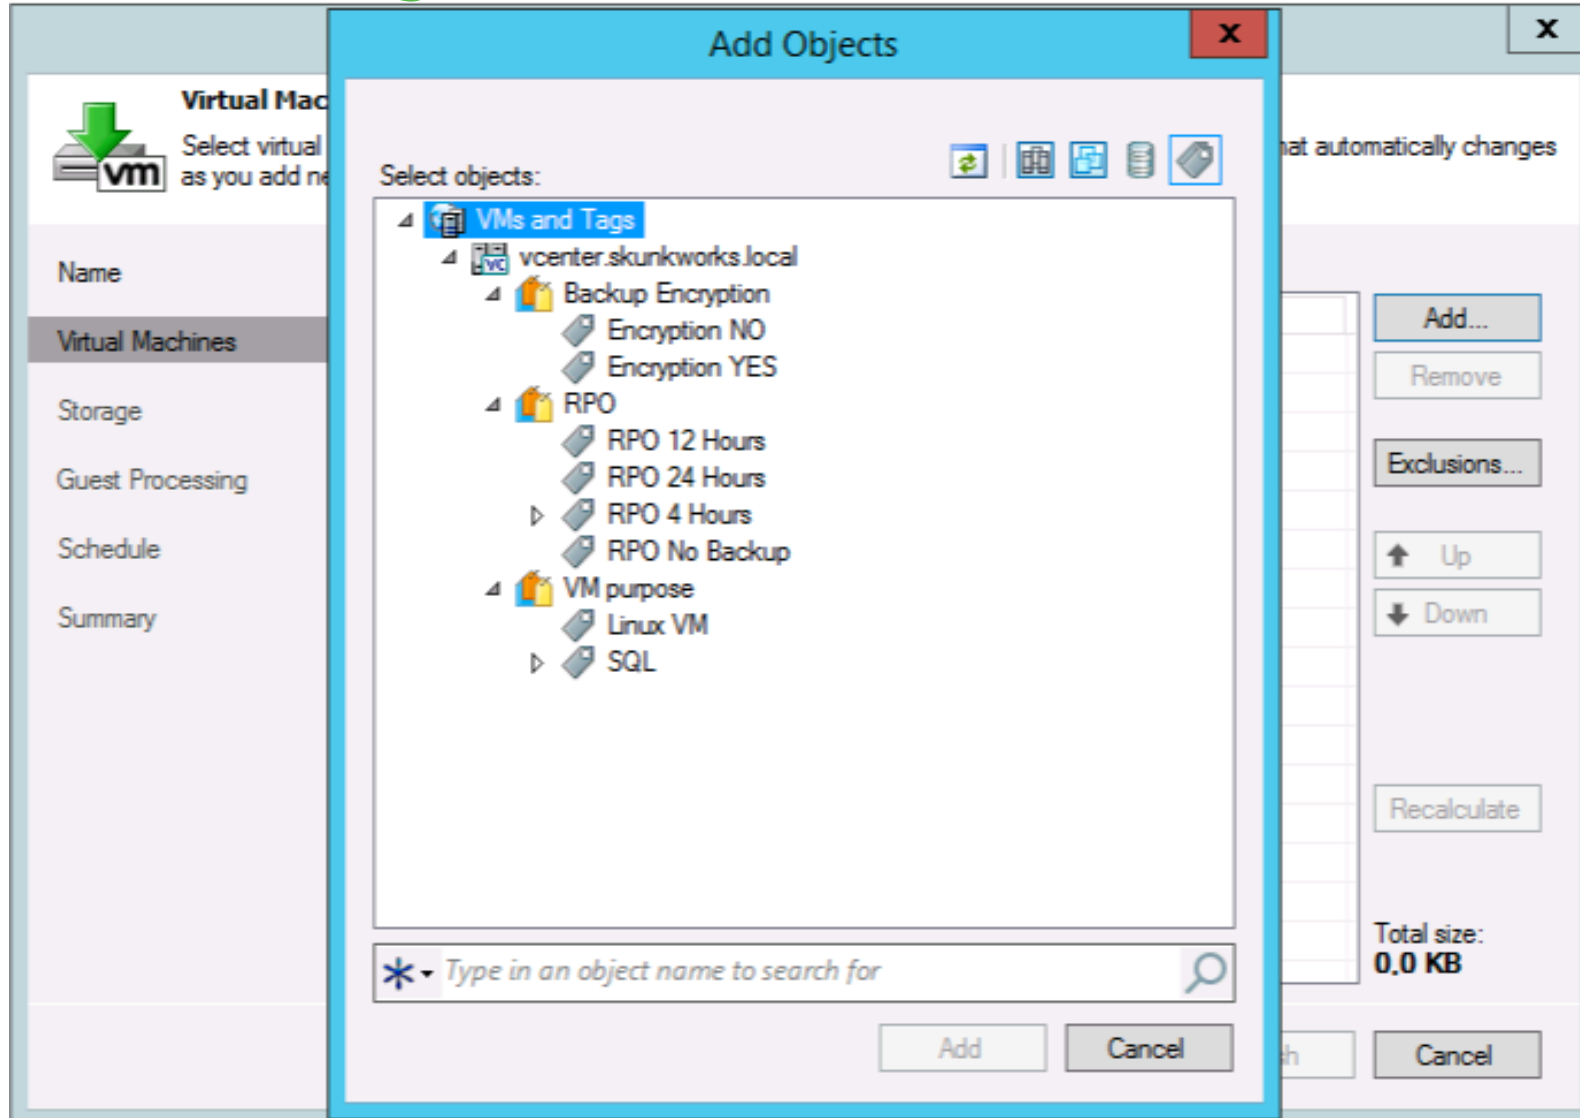 Add Objects
x
x
Virtual Mac
Select virtual
as you add ne
hat automatically changes
vm
Select objects:
VMs and Tags
vcenter.skunkworks.local
Backup Encryption
Encryption NO
Encryption YES
RPO
RPO 12 Hours
RPO 24 Hours
RPO 4 Hours
RPO No Backup
VM purpose
Linux VM
SQL
Name
Virtual Machines
Storage
Guest Processing
Schedule
Summary
Add...
Remove
Exclusions...
Up
Down
Recalculate
Total size:
0,0 KB
Type in an object name to search for
Add
Cancel
sh
Cancel